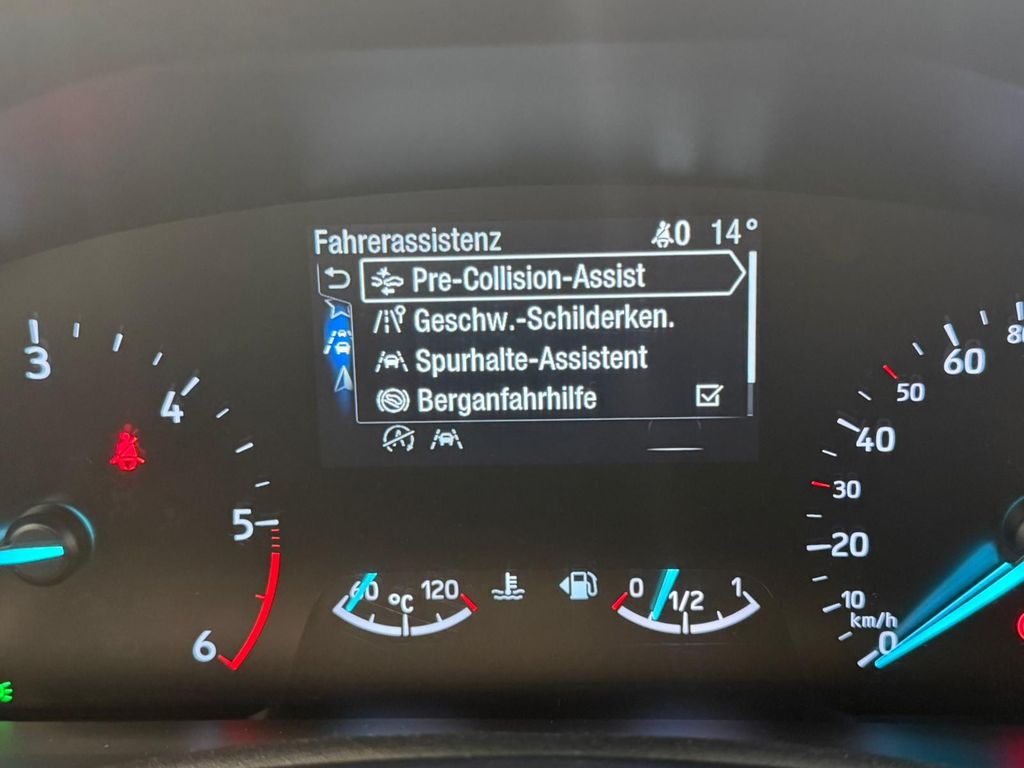 Fahrerassistenz 0 14°
Pre-Collision-Assist
Geschw.-Schilderken.
Spurhalte-Assistent
Berganfahrhilfe
3
4
5
6
60 °C 120
0 1/2 1
60
50
40
30
20
10
km/h
0